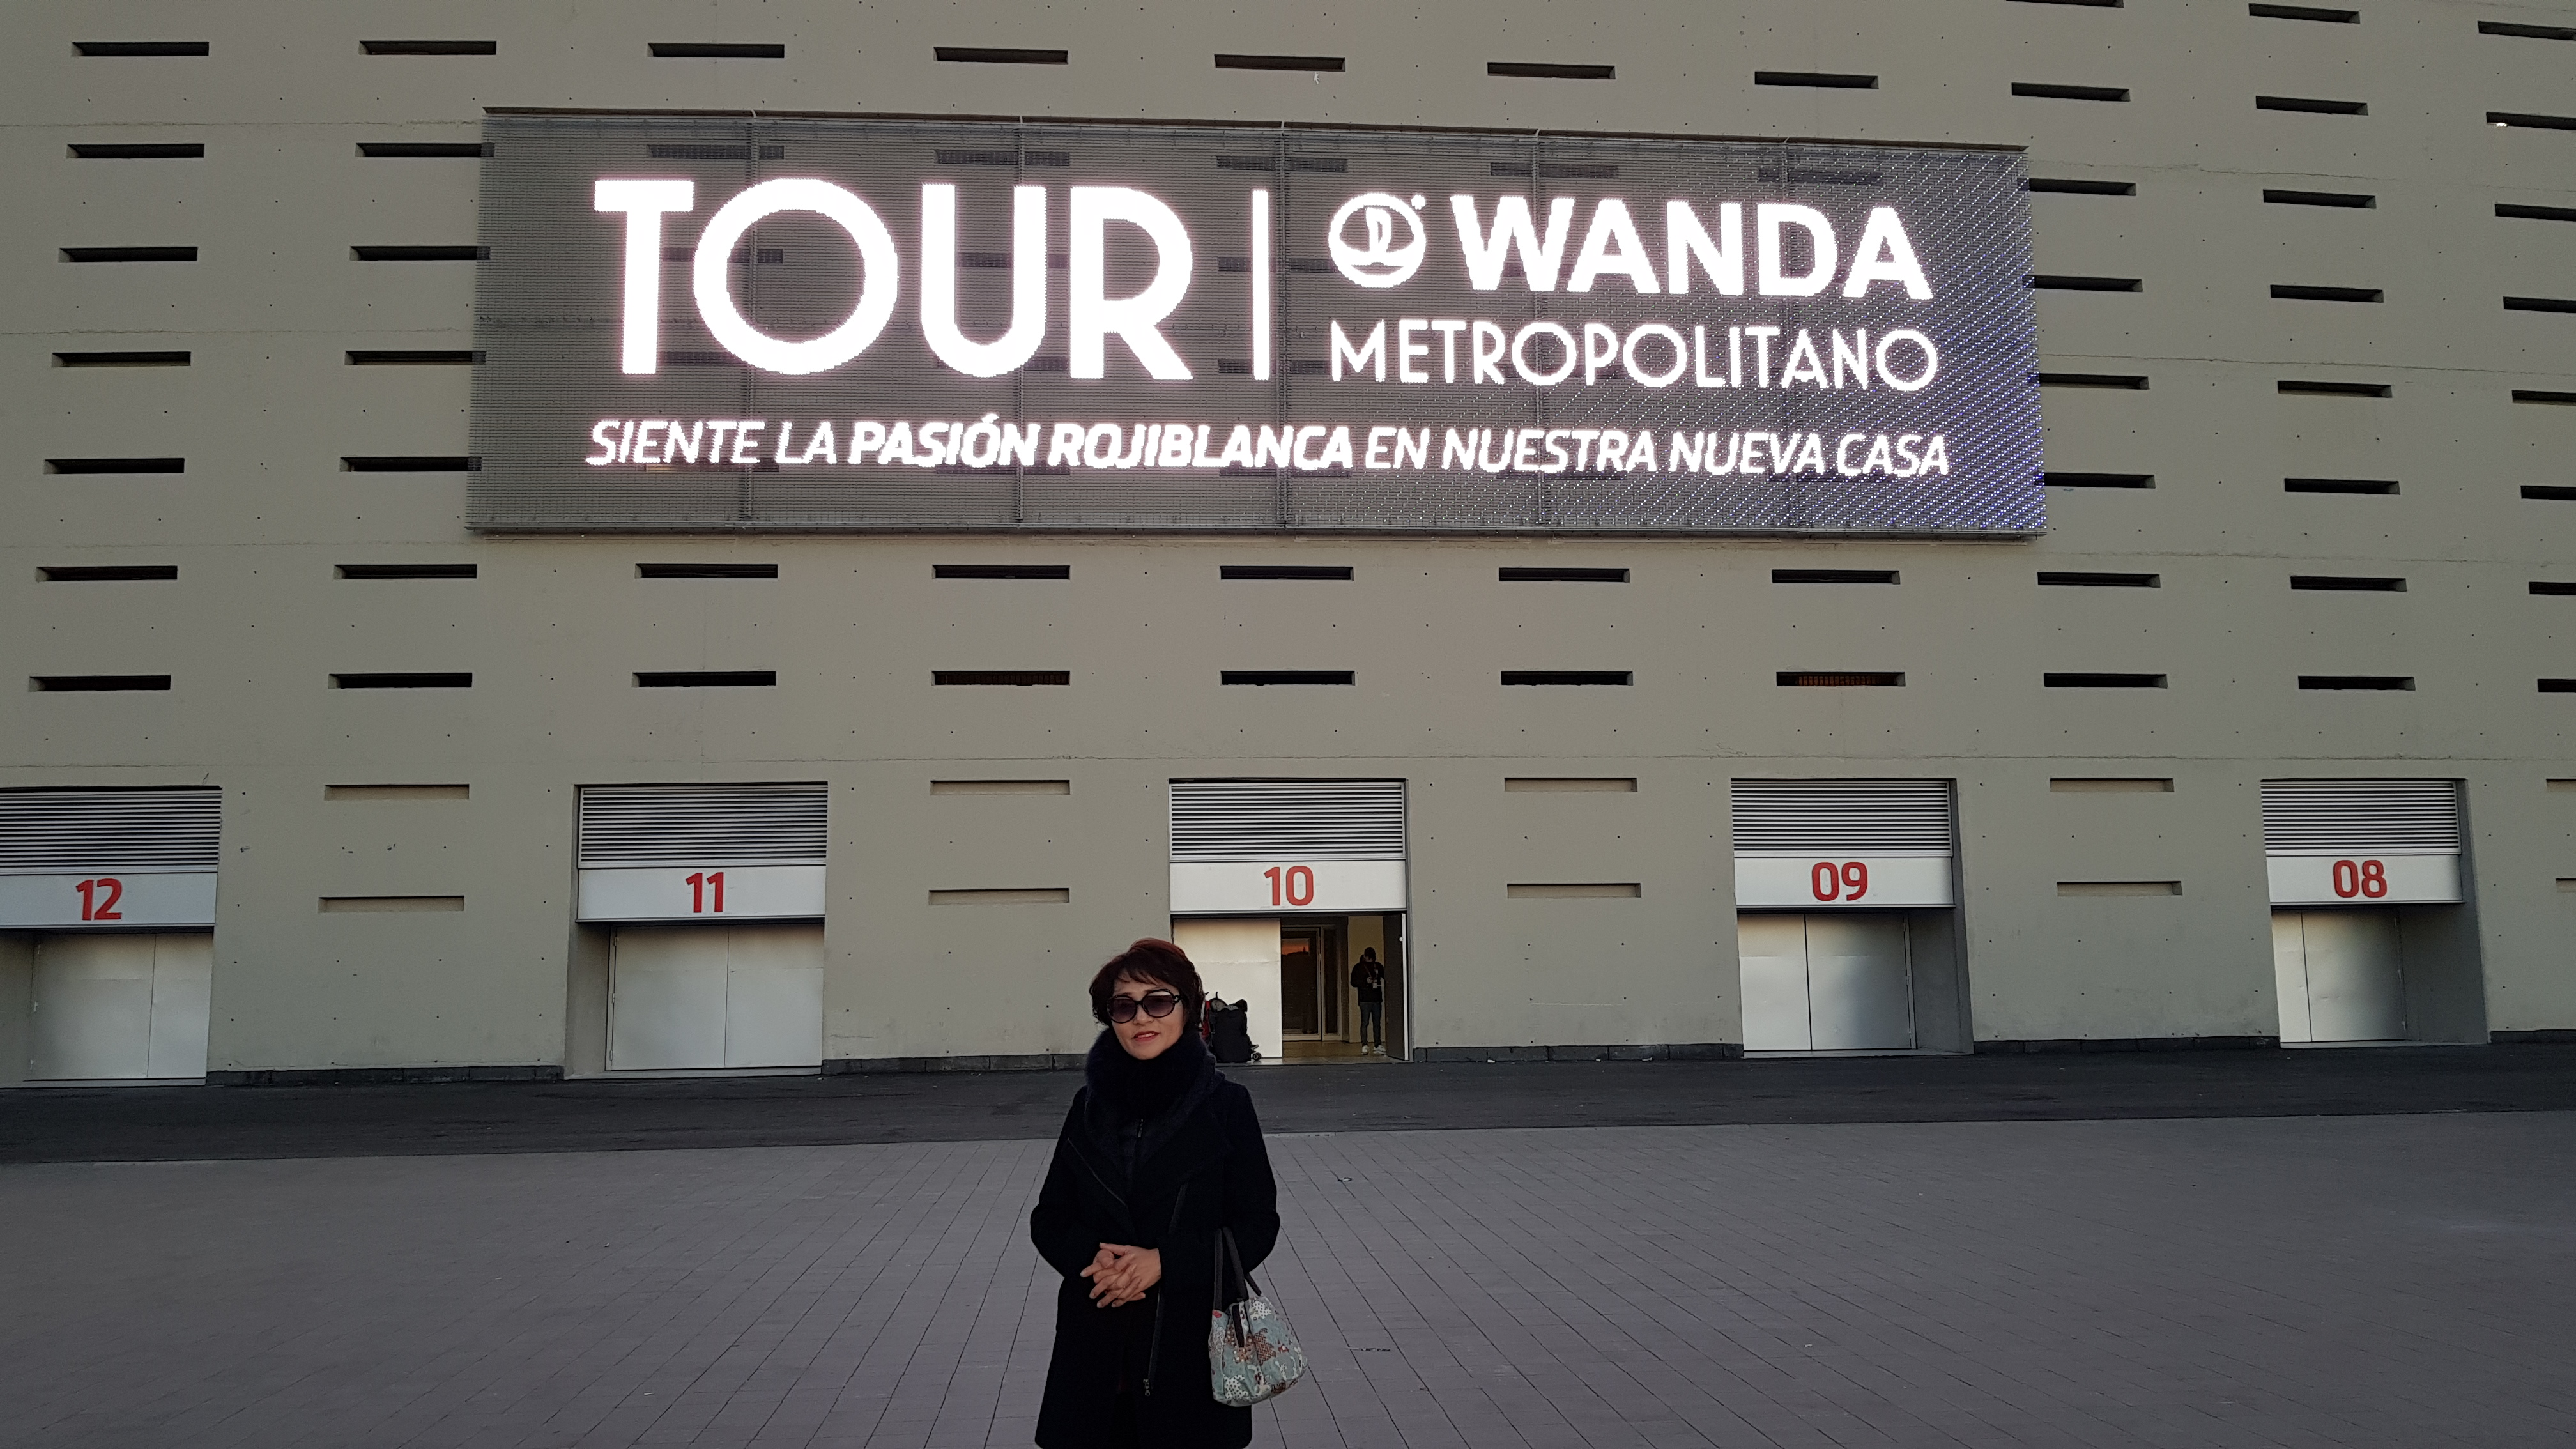 TOUR | WANDA
METROPOLITANO
SIENTE LA PASIÓN ROJIBLANCA EN NUESTRA NUEVA CASA
12
11
10
09
08